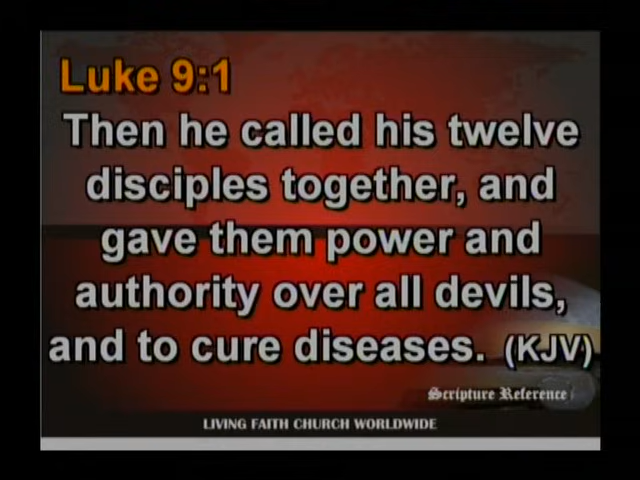 Luke 9:1
Then he called his twelve
disciples together, and
gave them power and
authority over all devils,
and to cure diseases. (KJV)
Scripture Reference
LIVING FAITH CHURCH WORLDWIDE